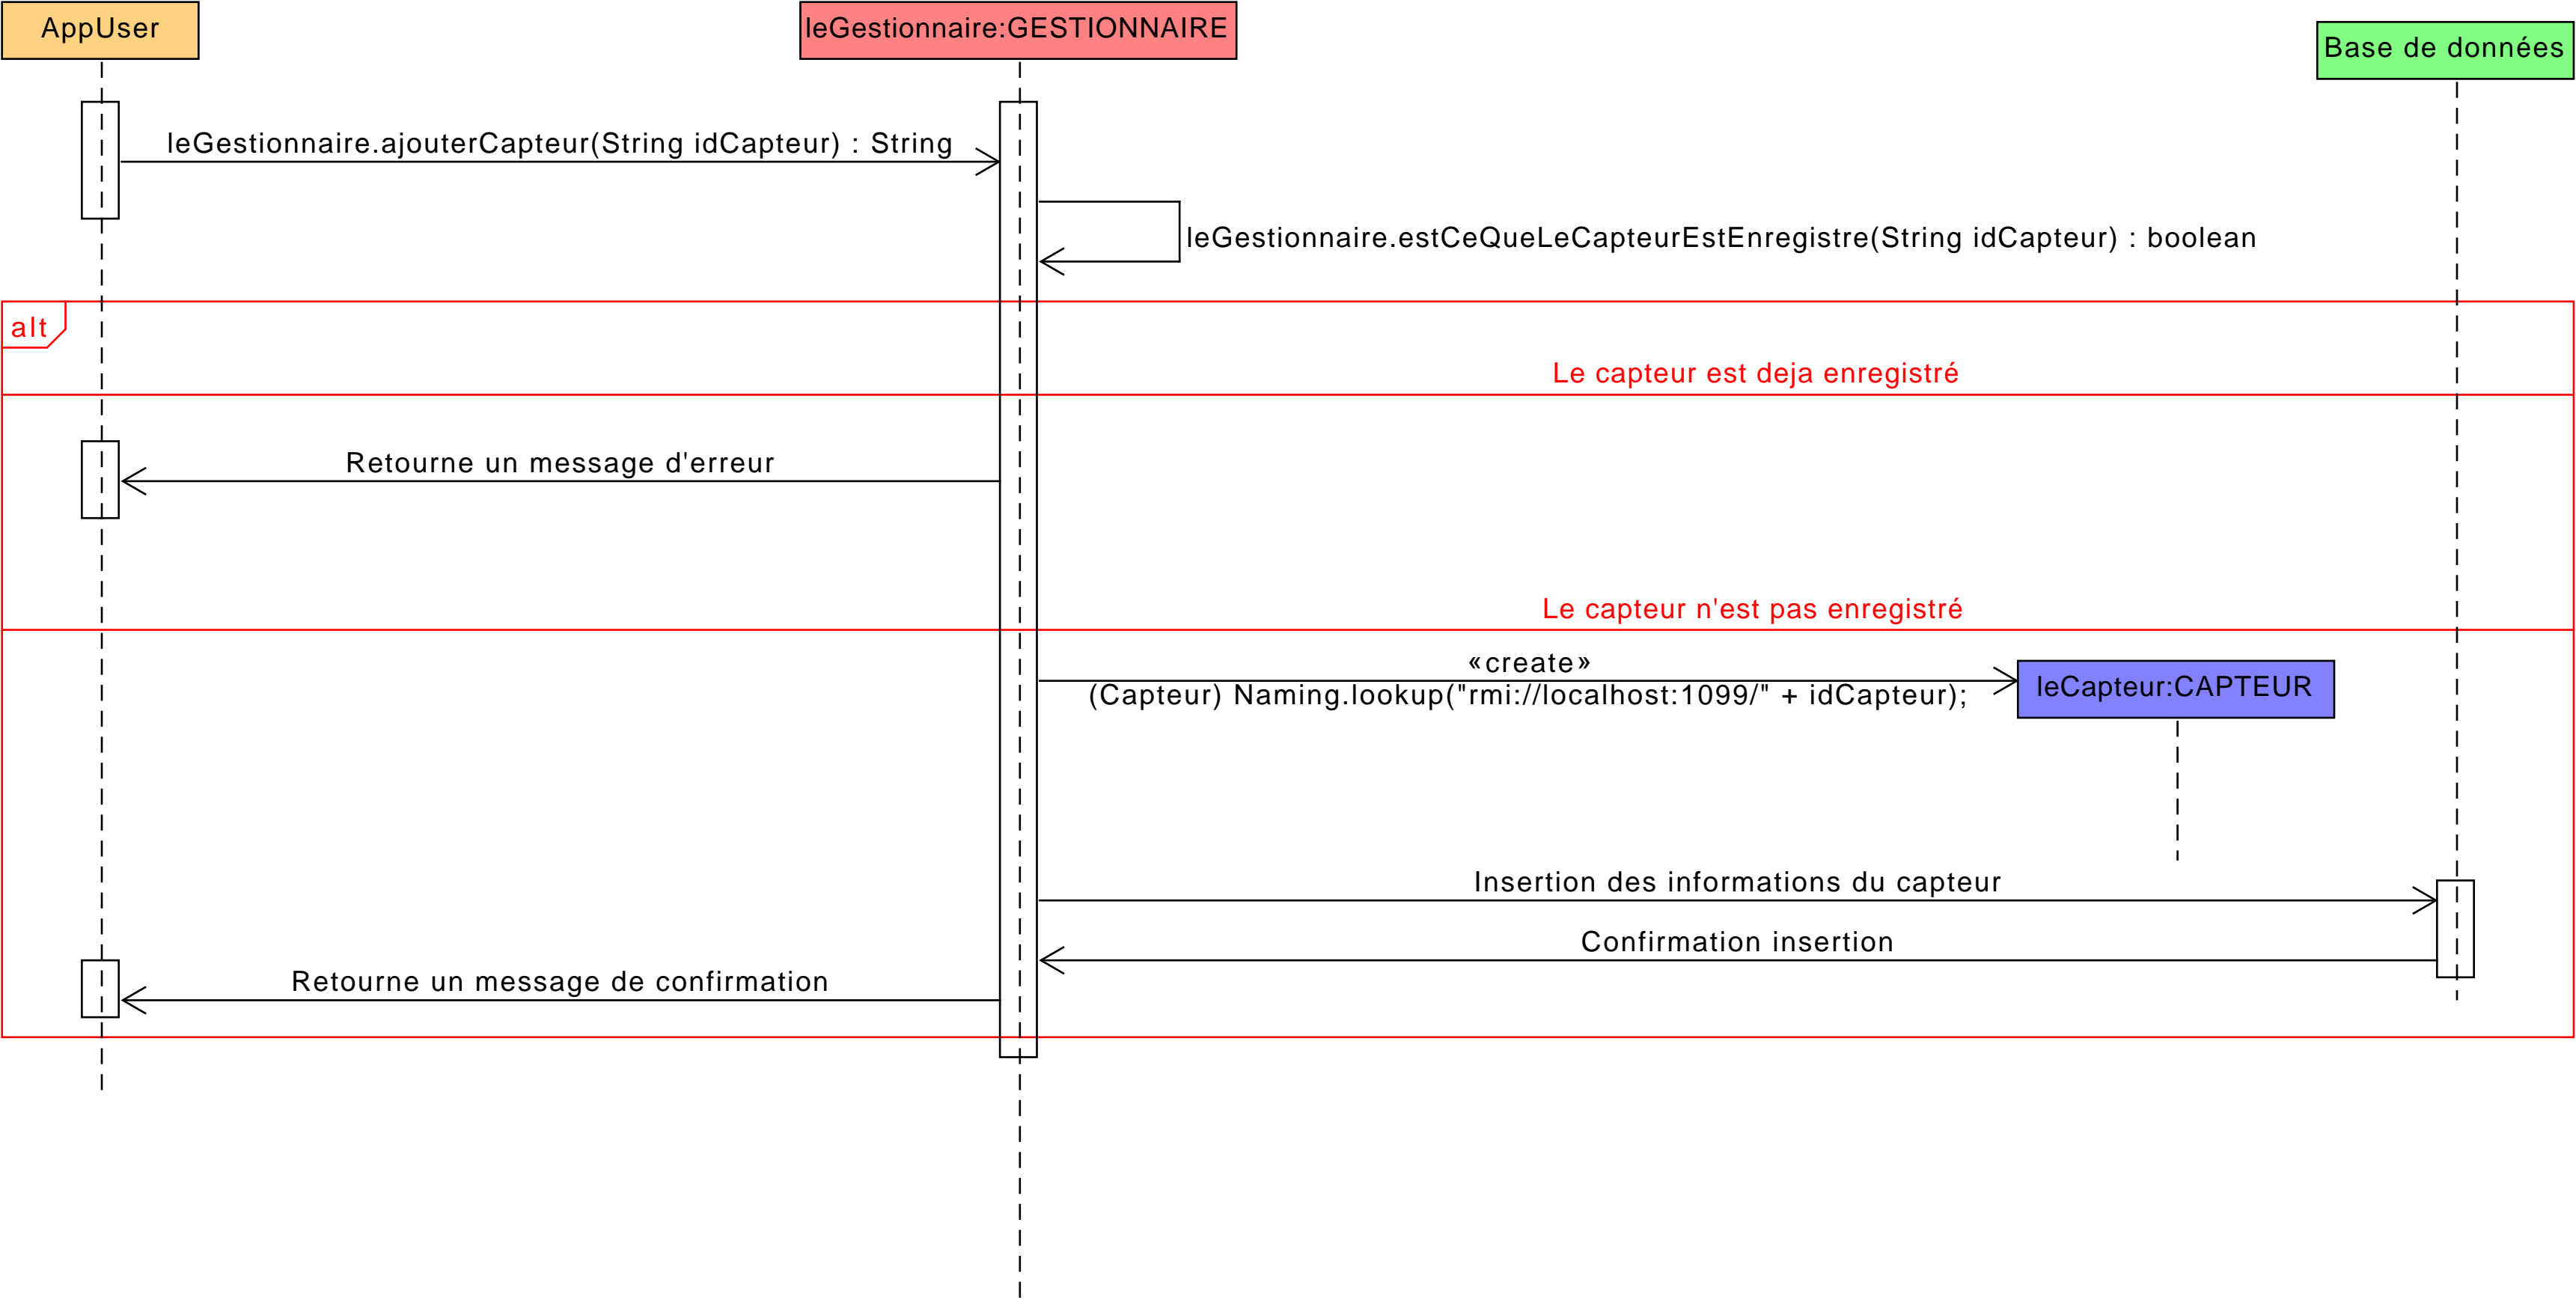 AppUser
leGestionnaire:GESTIONNAIRE
Base de données
leGestionnaire.ajouterCapteur(String idCapteur) : String
leGestionnaire.estCeQueLeCapteurEstEnregistre(String idCapteur) : boolean
alt
Le capteur est deja enregistré
Retourne un message d'erreur
Le capteur n'est pas enregistré
«create»
(Capteur) Naming.lookup("rmi://localhost:1099/" + idCapteur);
leCapteur:CAPTEUR
Insertion des informations du capteur
Confirmation insertion
Retourne un message de confirmation